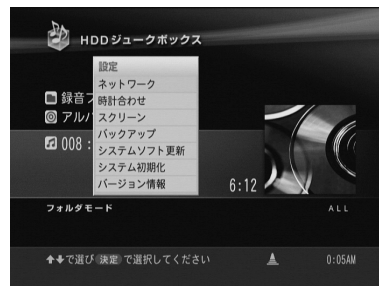 HDDジュークボックス
設定
ネットワーク
時計合わせ
スクリーン
バックアップ
システムソフト更新
システム初期化
バージョン情報
録音フ
アルバ
008 :
6:12
フォルダモード
ALL
で選び 決定 で選択してください
0:05AM